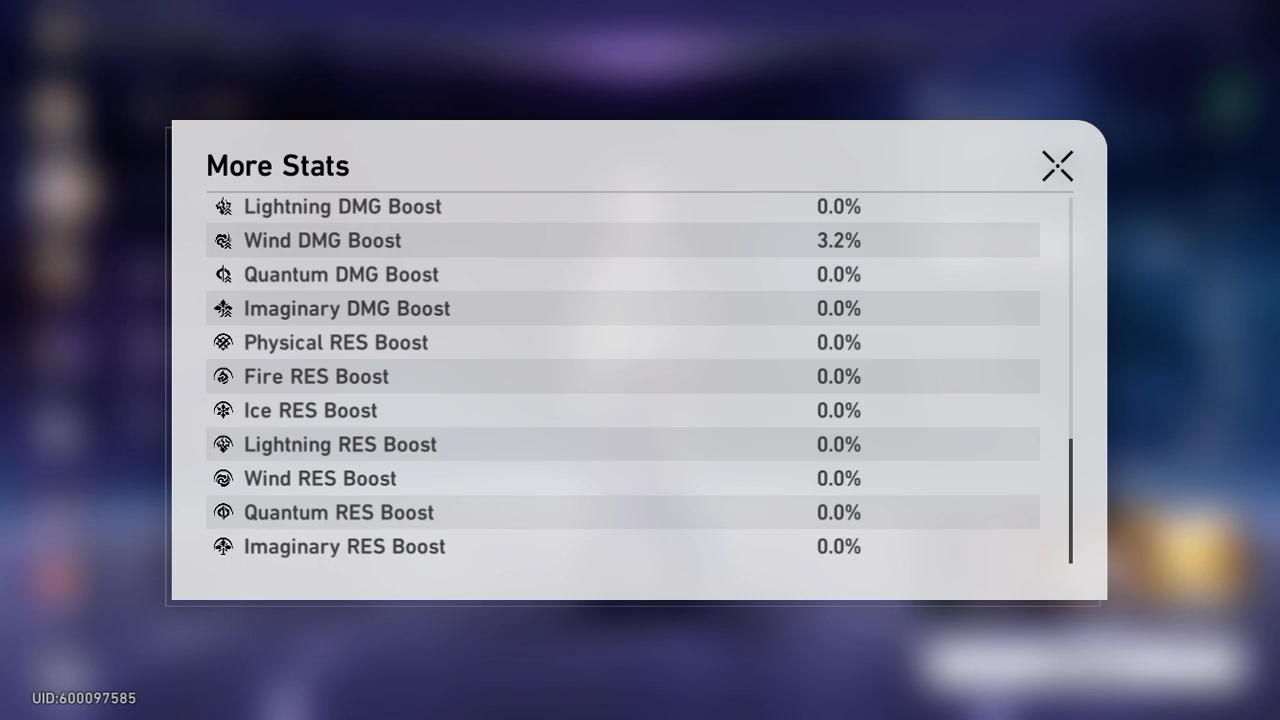 More Stats
Lightning DMG Boost 0.0%
Wind DMG Boost 3.2%
Quantum DMG Boost 0.0%
Imaginary DMG Boost 0.0%
Physical RES Boost 0.0%
Fire RES Boost 0.0%
Ice RES Boost 0.0%
Lightning RES Boost 0.0%
Wind RES Boost 0.0%
Quantum RES Boost 0.0%
Imaginary RES Boost 0.0%
UID:600097585